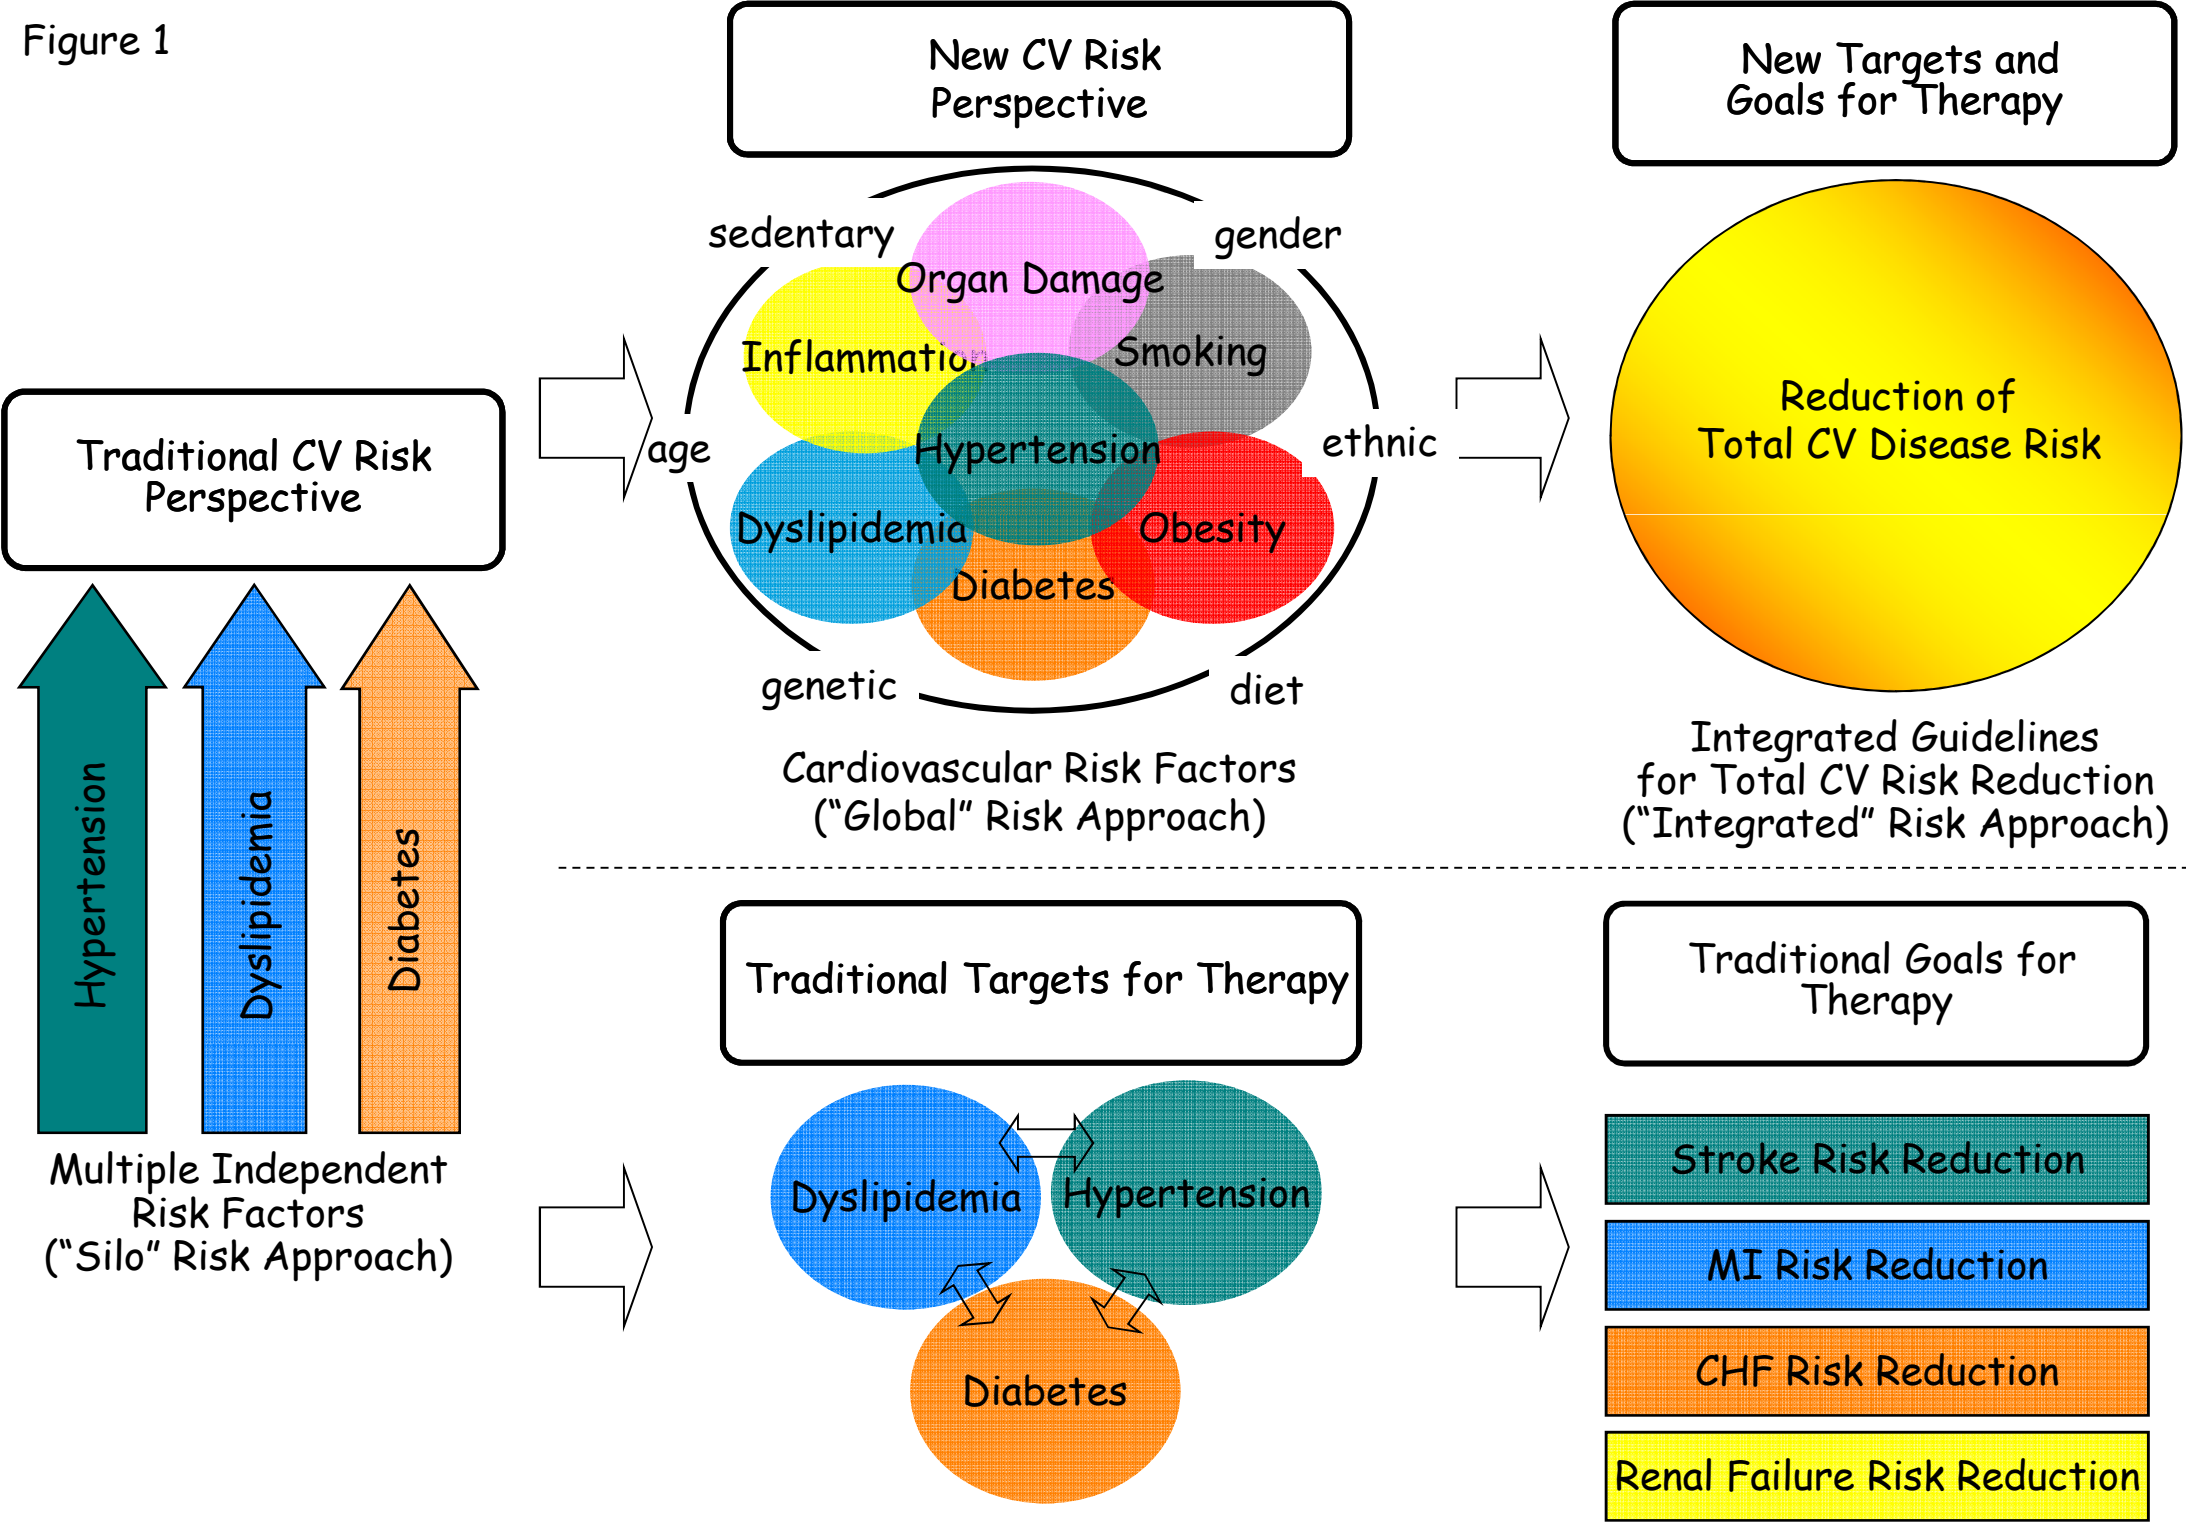 Figure 1
New CV Risk
Perspective
New Targets and
Goals for Therapy
sedentary
gender
Organ Damage
Inflammation
Smoking
age
Hypertension
ethnic
Dyslipidemia
Obesity
Diabetes
genetic
diet
Reduction of
Total CV Disease Risk
Cardiovascular Risk Factors
(“Global” Risk Approach)
Integrated Guidelines
for Total CV Risk Reduction
(“Integrated” Risk Approach)
Traditional CV Risk
Perspective
Hypertension
Dyslipidemia
Diabetes
Multiple Independent
Risk Factors
(“Silo” Risk Approach)
Traditional Targets for Therapy
Dyslipidemia
Hypertension
Diabetes
Traditional Goals for
Therapy
Stroke Risk Reduction
MI Risk Reduction
CHF Risk Reduction
Renal Failure Risk Reduction